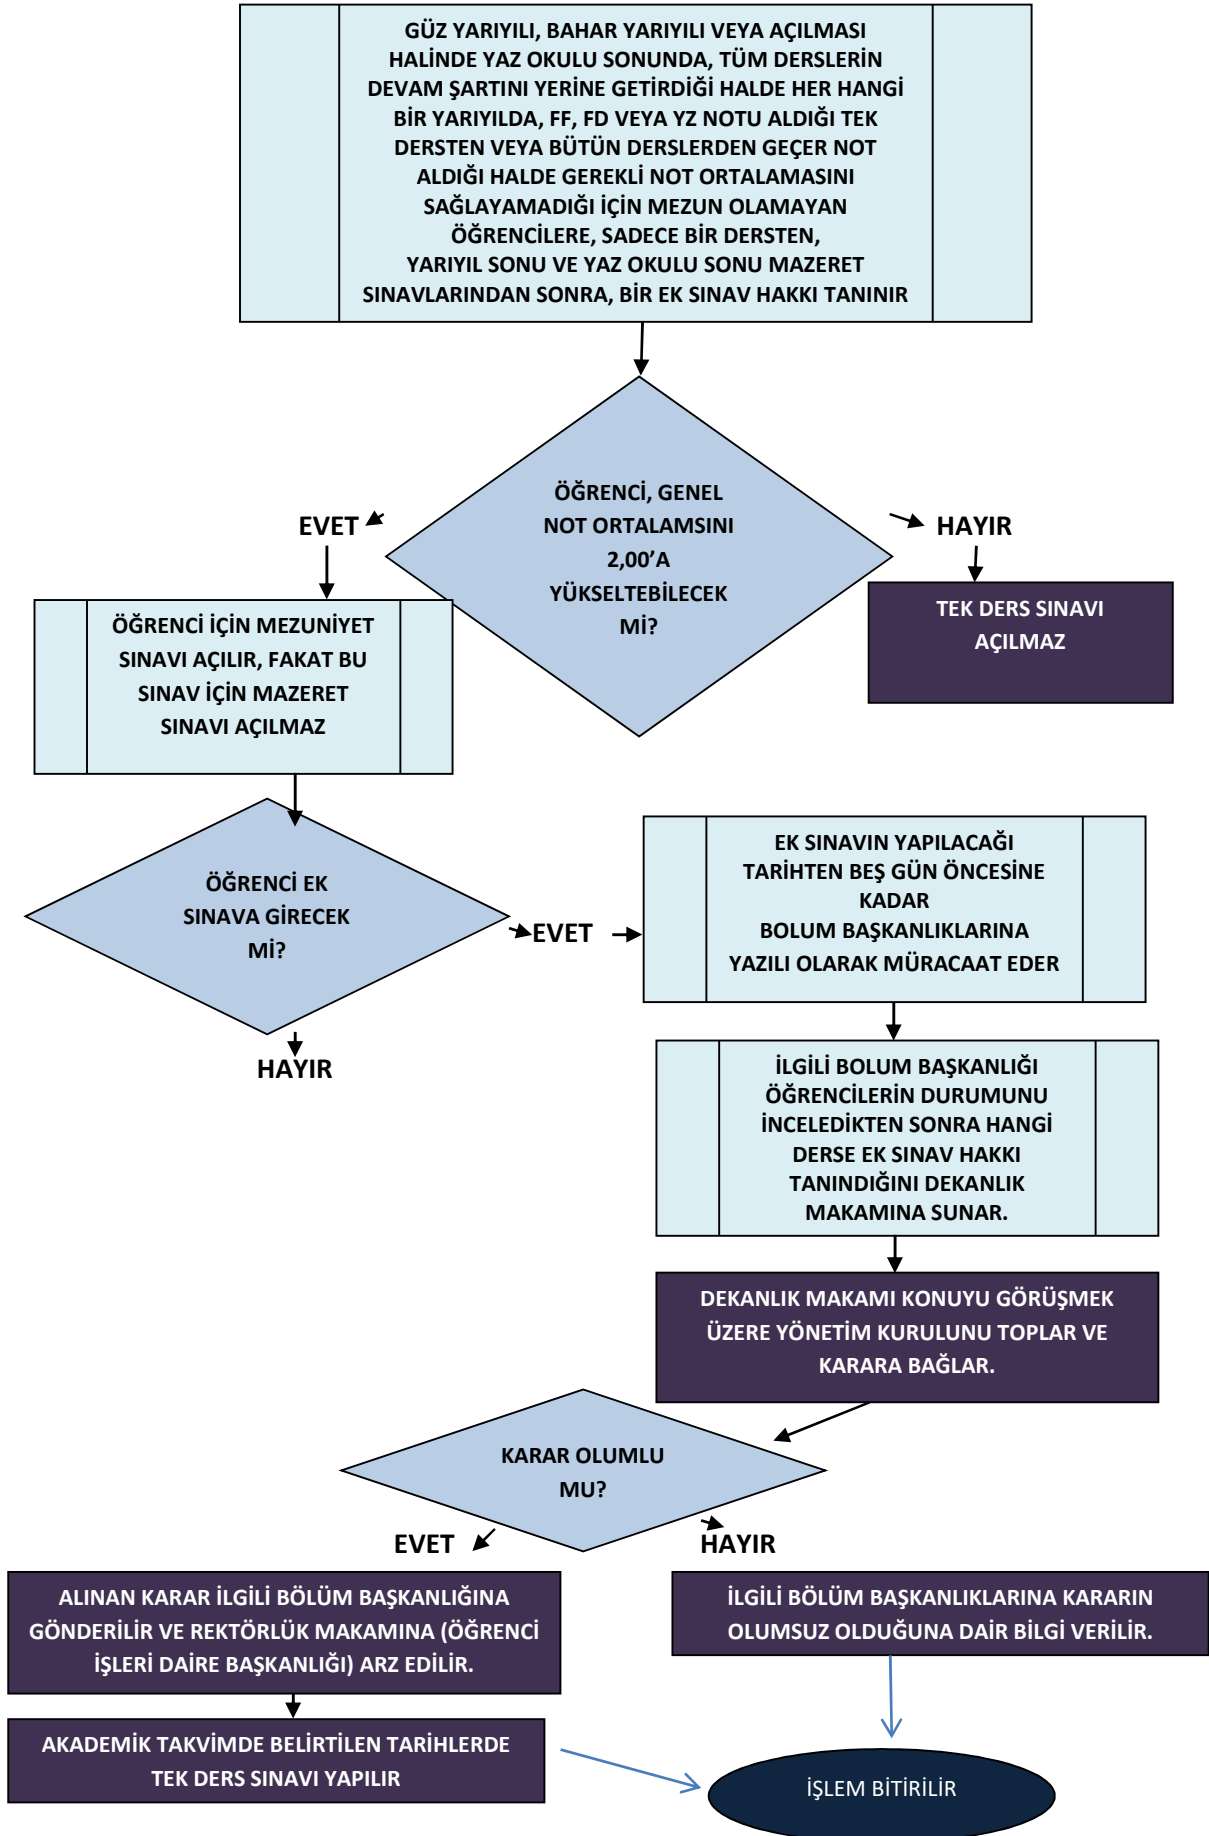 GÜZ YARIYILI, BAHAR YARIYILI VEYA AÇILMASI
HALİNDE YAZ OKULU SONUNDA, TÜM DERSLERİN
DEVAM ŞARTINI YERİNE GETİRDİĞİ HALDE HER HANGİ
BİR YARIYILDA, FF, FD VEYA YZ NOTU ALDIĞI TEK
DERSTEN VEYA BÜTÜN DERSLERDEN GEÇER NOT
ALDIĞI HALDE GEREKLİ NOT ORTALAMASINI
SAĞLAYAMADIĞI İÇİN MEZUN OLAMAYAN
ÖĞRENCİLERE, SADECE BİR DERSTEN,
YARIYIL SONU VE YAZ OKULU SONU MAZERET
SINAVLARINDAN SONRA, BİR EK SINAV HAKKI TANINIR
ÖĞRENCİ, GENEL
NOT ORTALAMSINI
2,00'A
YÜKSELTEBİLECEK
Mİ?
EVET
HAYIR
TEK DERS SINAVI
AÇILMAZ
ÖĞRENCİ İÇİN MEZUNİYET
SINAVI AÇILIR, FAKAT BU
SINAV İÇİN MAZERET
SINAVI AÇILMAZ
ÖĞRENCİ EK
SINAVA GİRECEK
Mİ?
EVET
HAYIR
EK SINAVIN YAPILACAĞI
TARİHTEN BEŞ GÜN ÖNCESİNE
KADAR
BOLUM BAŞKANLIKLARINA
YAZILI OLARAK MÜRACAAT EDER
İLGİLİ BOLUM BAŞKANLIĞI
ÖĞRENCİLERİN DURUMUNU
İNCELEDİKTEN SONRA HANGİ
DERSE EK SINAV HAKKI
TANINDIĞINI DEKANLIK
MAKAMINA SUNAR.
DEKANLIK MAKAMI KONUYU GÖRÜŞMEK
ÜZERE YÖNETİM KURULUNU TOPLAR VE
KARARA BAĞLAR.
KARAR OLUMLU
MU?
EVET
HAYIR
ALINAN KARAR İLGİLİ BÖLÜM BAŞKANLIĞINA
GÖNDERİLİR VE REKTÖRLÜK MAKAMINA (ÖĞRENCİ
İŞLERİ DAİRE BAŞKANLIĞI) ARZ EDİLİR.
İLGİLİ BÖLÜM BAŞKANLIKLARINA KARARIN
OLUMSUZ OLDUĞUNA DAİR BİLGİ VERİLİR.
AKADEMİK TAKVİMDE BELİRTİLEN TARİHLERDE
TEK DERS SINAVI YAPILIR
İŞLEM BİTİRİLİR